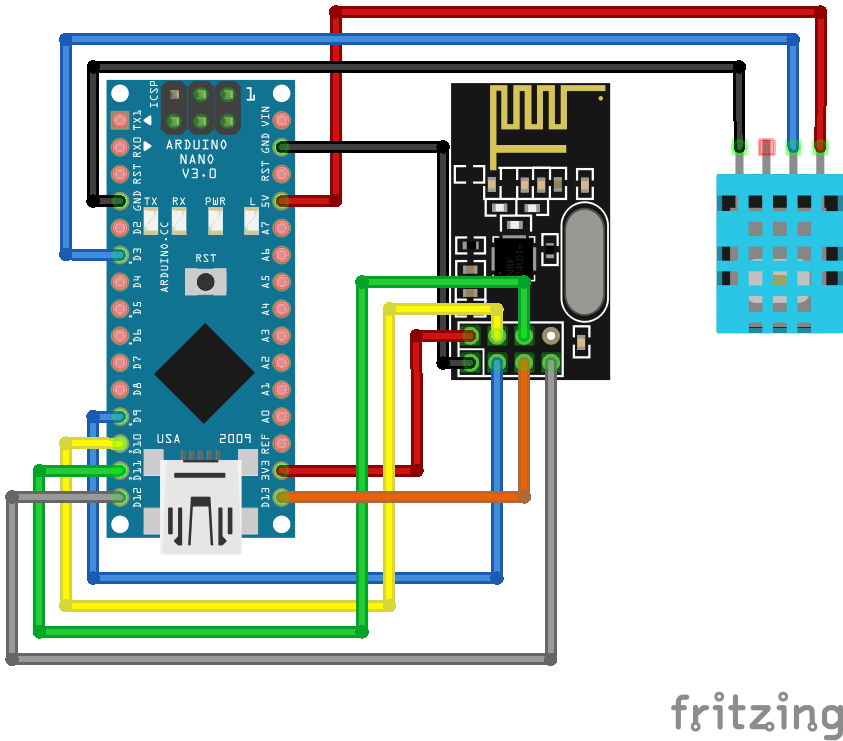 ICSP
1
TX1
RX0
RST
GND
D2
D3
D4
D5
D6
D7
D8
D9
D10
D11
D12
ARDUINO
NANO
V3.0
TX RX PWR L
ARDUINO.CC
RST
USA 2009
VIN
GND
RST
5V
A7
A6
A5
A4
A3
A2
A1
A0
REF
3V3
D13
fritzing